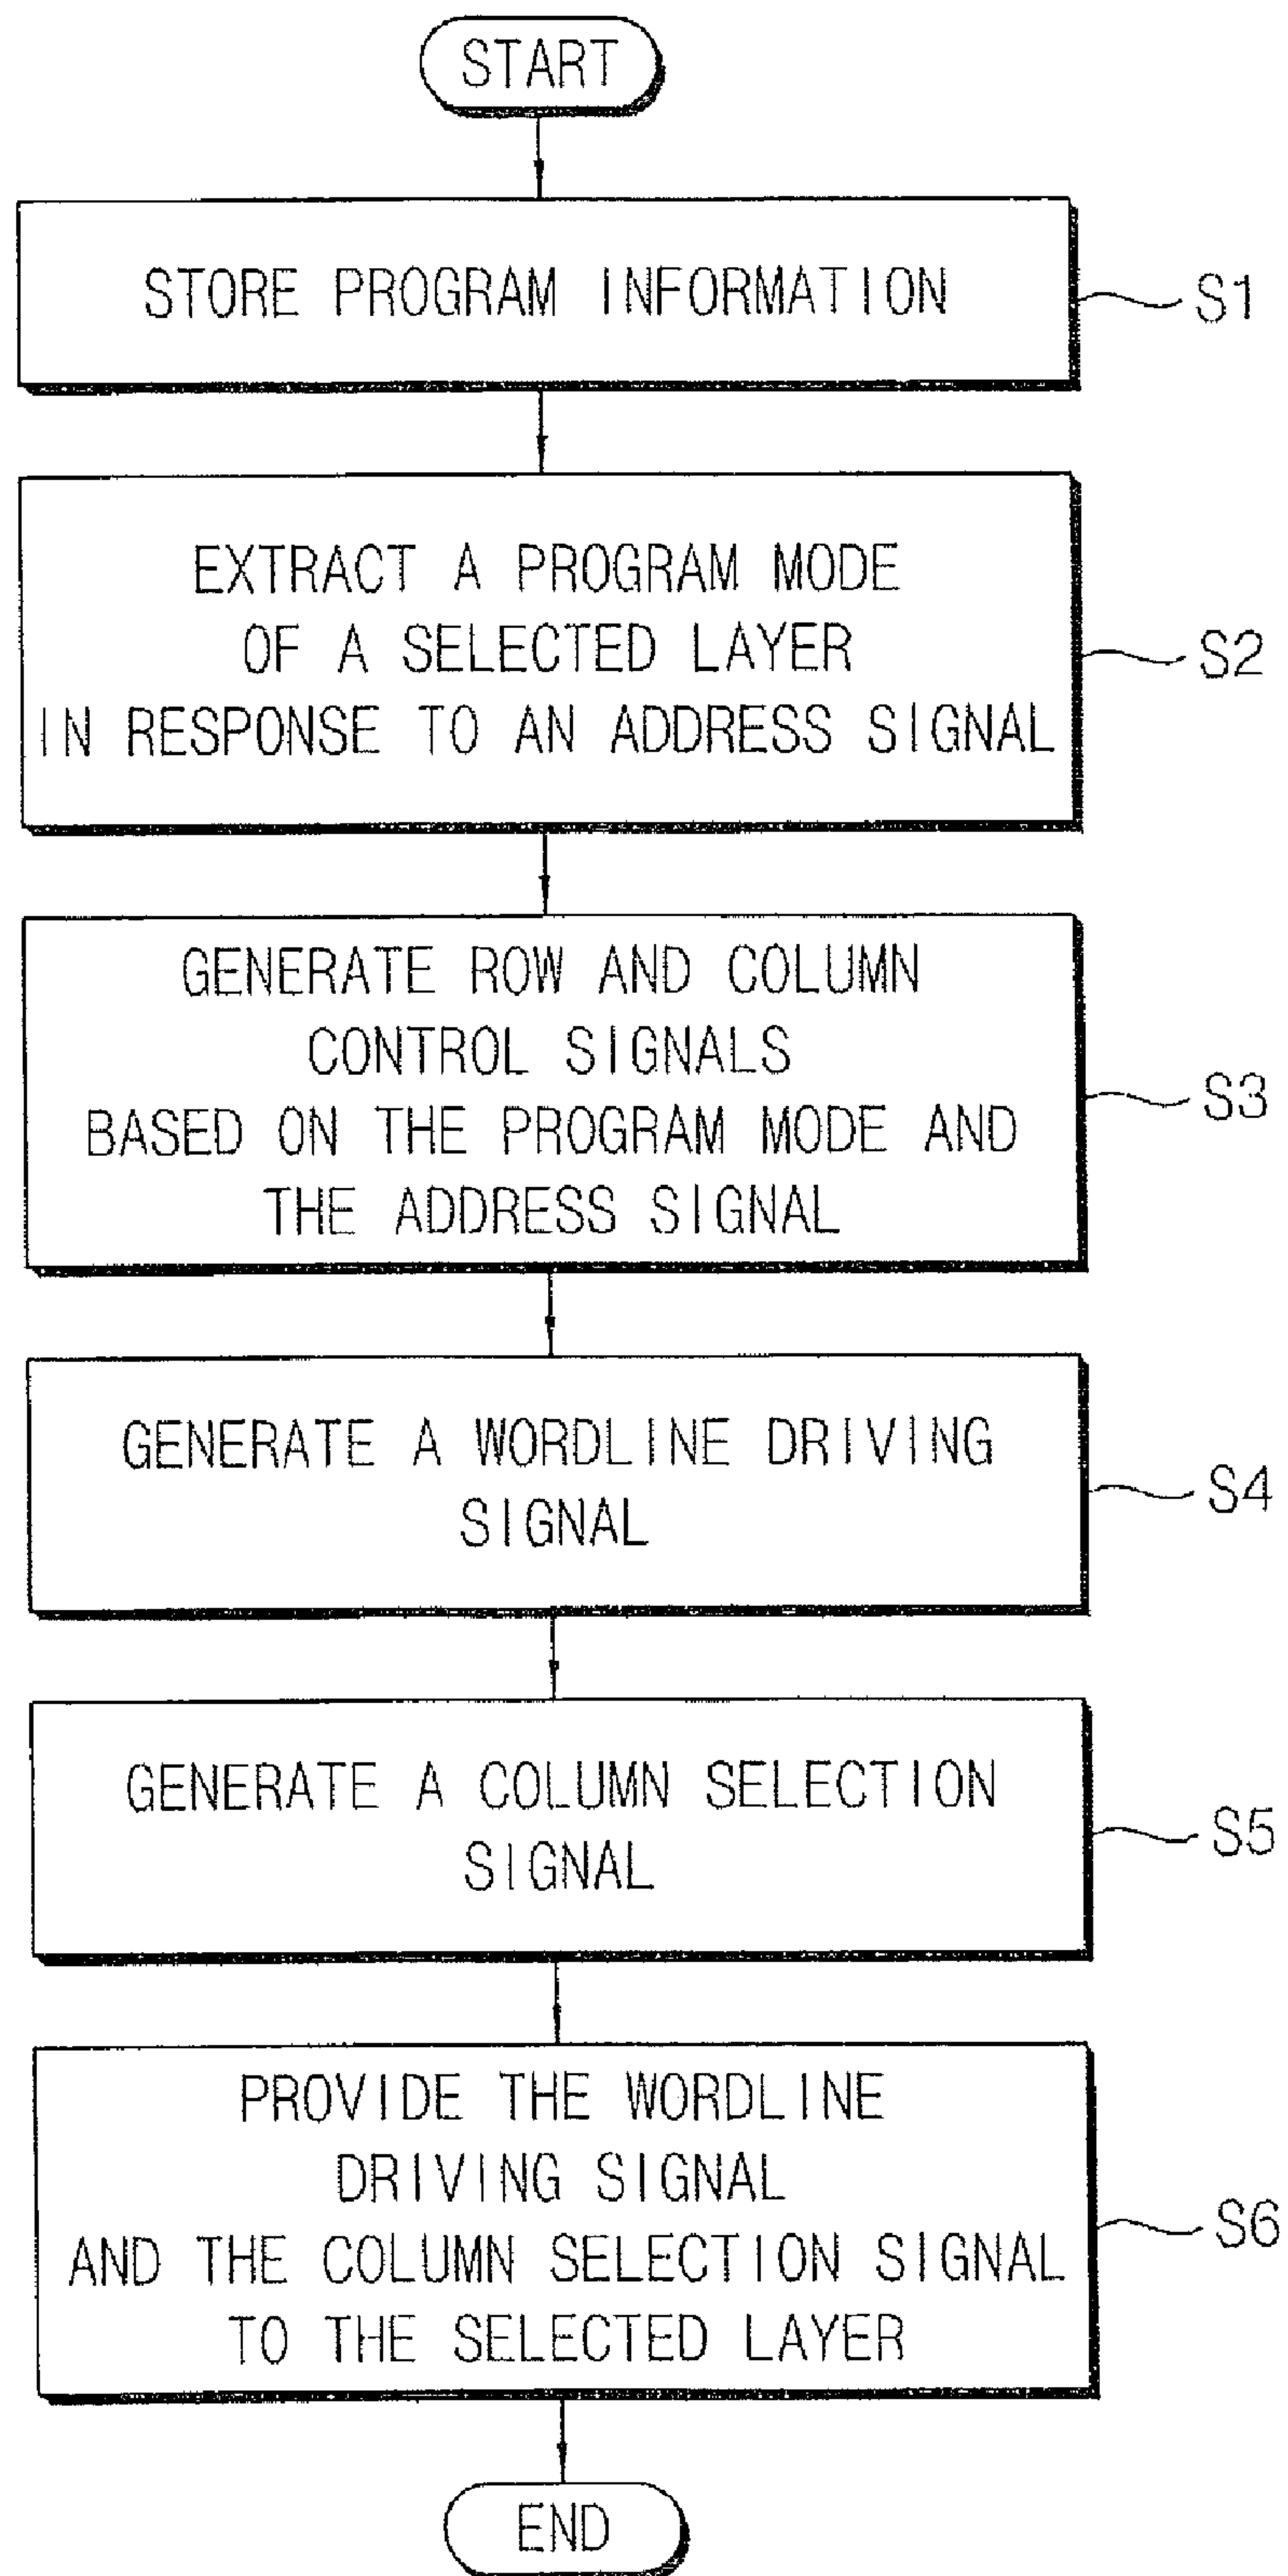 START
STORE PROGRAM INFORMATION
S1
EXTRACT A PROGRAM MODE
OF A SELECTED LAYER
IN RESPONSE TO AN ADDRESS SIGNAL
S2
GENERATE ROW AND COLUMN
CONTROL SIGNALS
BASED ON THE PROGRAM MODE AND
THE ADDRESS SIGNAL
S3
GENERATE A WORDLINE DRIVING
SIGNAL
S4
GENERATE A COLUMN SELECTION
SIGNAL
S5
PROVIDE THE WORDLINE
DRIVING SIGNAL
AND THE COLUMN SELECTION SIGNAL
TO THE SELECTED LAYER
S6
END